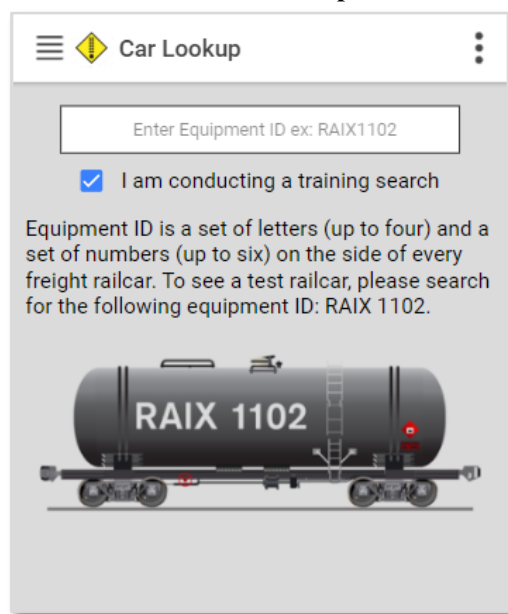 Car Lookup
Enter Equipment ID ex: RAIX1102
I am conducting a training search
Equipment ID is a set of letters (up to four) and a
set of numbers (up to six) on the side of every
freight railcar. To see a test railcar, please search
for the following equipment ID: RAIX 1102.
RAIX 1102